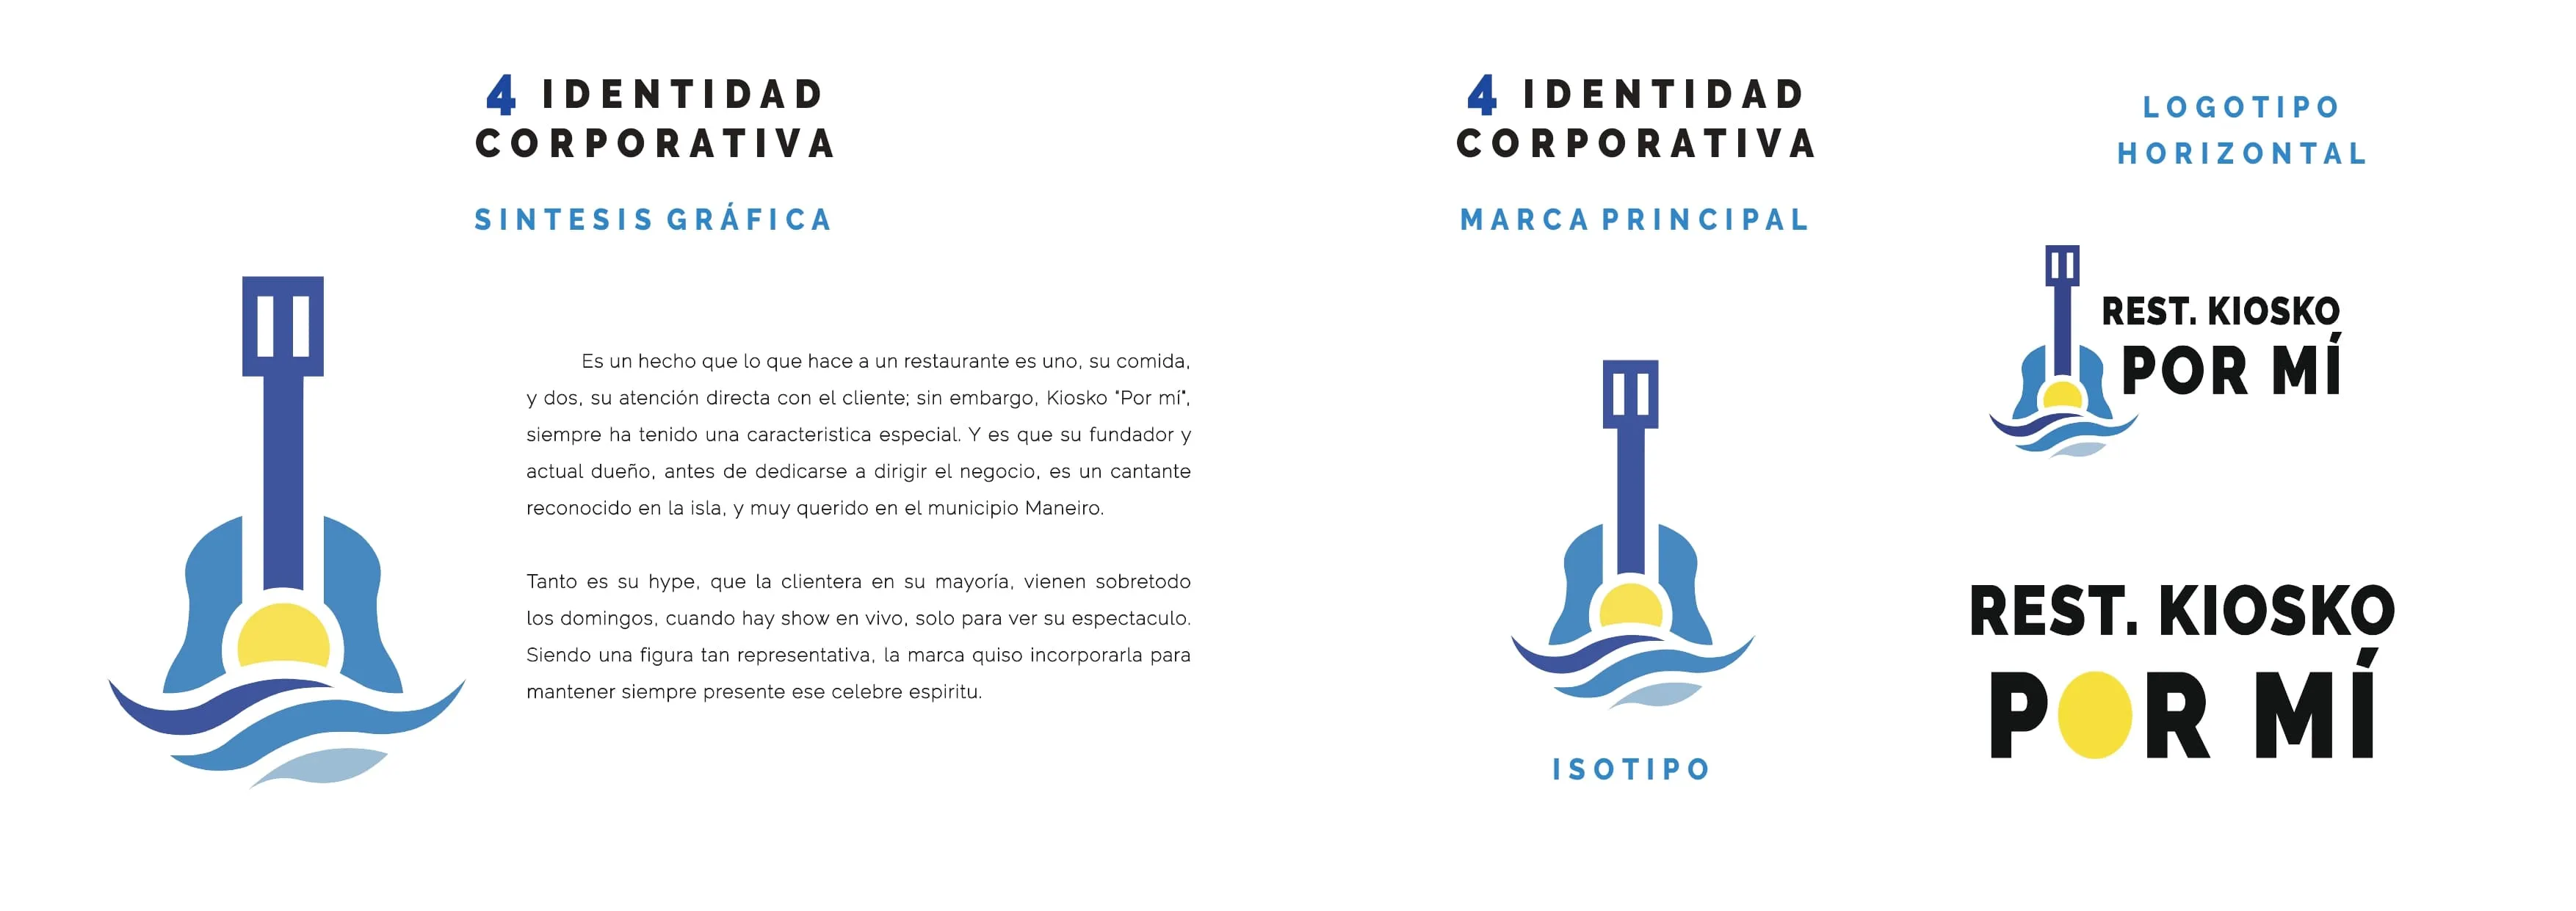 4 IDENTIDAD
CORPORATIVA
SINTESIS GRÁFICA
Es un hecho que lo que hace a un restaurante es uno, su comida,
y dos, su atención directa con el cliente; sin embargo, Kiosko "Por mí",
siempre ha tenido una caracteristica especial. Y es que su fundador y
actual dueño, antes de dedicarse a dirigir el negocio, es un cantante
reconocido en la isla, y muy querido en el municipio Maneiro.
Tanto es su hype, que la clientera en su mayoría, vienen sobretodo
los domingos, cuando hay show en vivo, solo para ver su espectaculo.
Siendo una figura tan representativa, la marca quiso incorporarla para
mantener siempre presente ese celebre espiritu.
4 IDENTIDAD
CORPORATIVA
MARCA PRINCIPAL
ISOTIPO
LOGOTIPO
HORIZONTAL
REST. KIOSKO
POR MÍ
REST. KIOSKO
POR MÍ